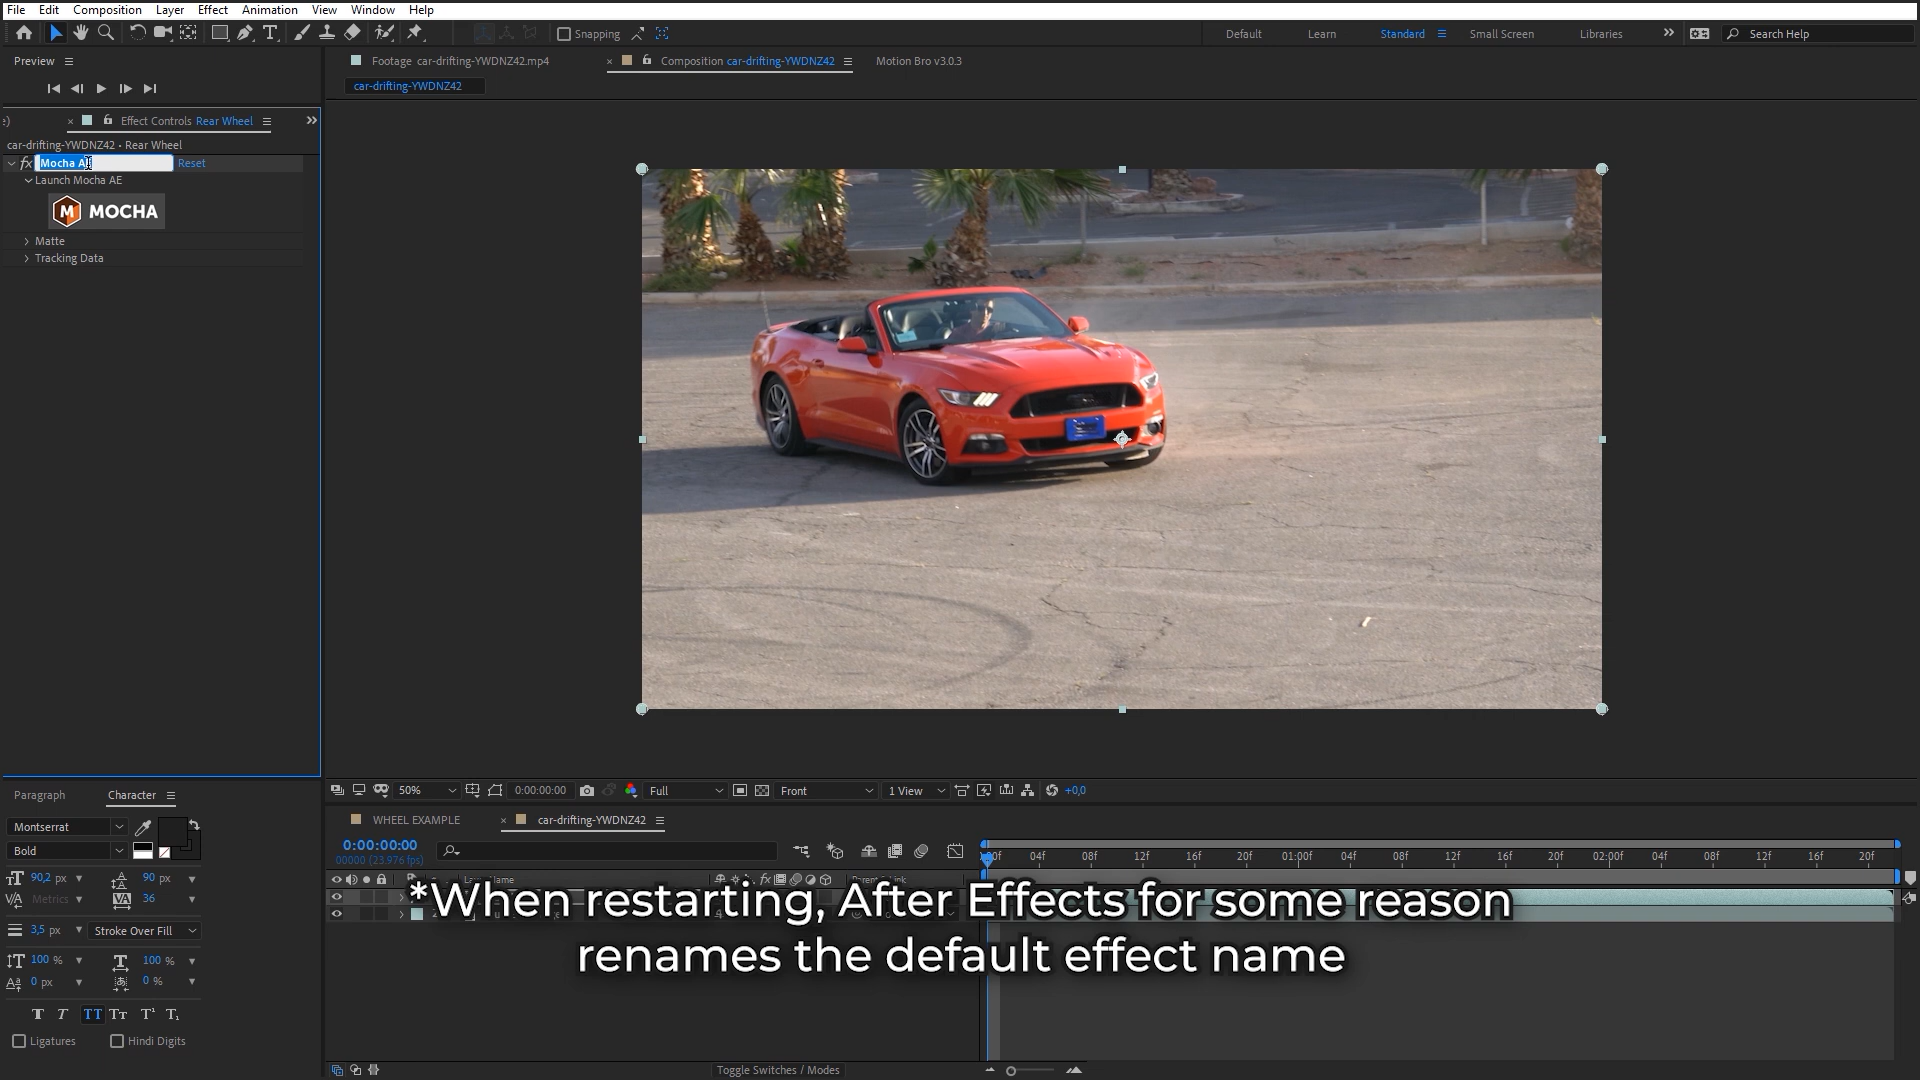 File Edit Composition Layer Effect Animation View Window Help
Snapping
Default Learn Standard Small Screen Libraries
Search Help
Preview
Footage car-drifting-YWDNZ42.mp4
Composition car-drifting-YWDNZ42
Motion Bro v3.0.3
car-drifting-YWDNZ42
Effect Controls Rear Wheel
car-drifting-YWDNZ42 • Rear Wheel
fx Mocha A Reset
Launch Mocha AE
M MOCHA
Matte
Tracking Data
50% 0:00:00:00 Full Front 1 View +0,0
Paragraph Character
Montserrat
Bold
90,2 px 90 px
Metrics 36
3,5 px Stroke Over Fill
100 % 100 %
0 px 0 %
T T TT Tт T¹ T₁
Ligatures Hindi Digits
WHEEL EXAMPLE car-drifting-YWDNZ42
0:00:00:00
00000 (23.976 fps)
04f 08f 12f 16f 20f 01:00f 04f 08f 12f 16f 20f 02:00f 04f 08f 12f 16f 20f
*When restarting, After Effects for some reason
renames the default effect name
Toggle Switches / Modes